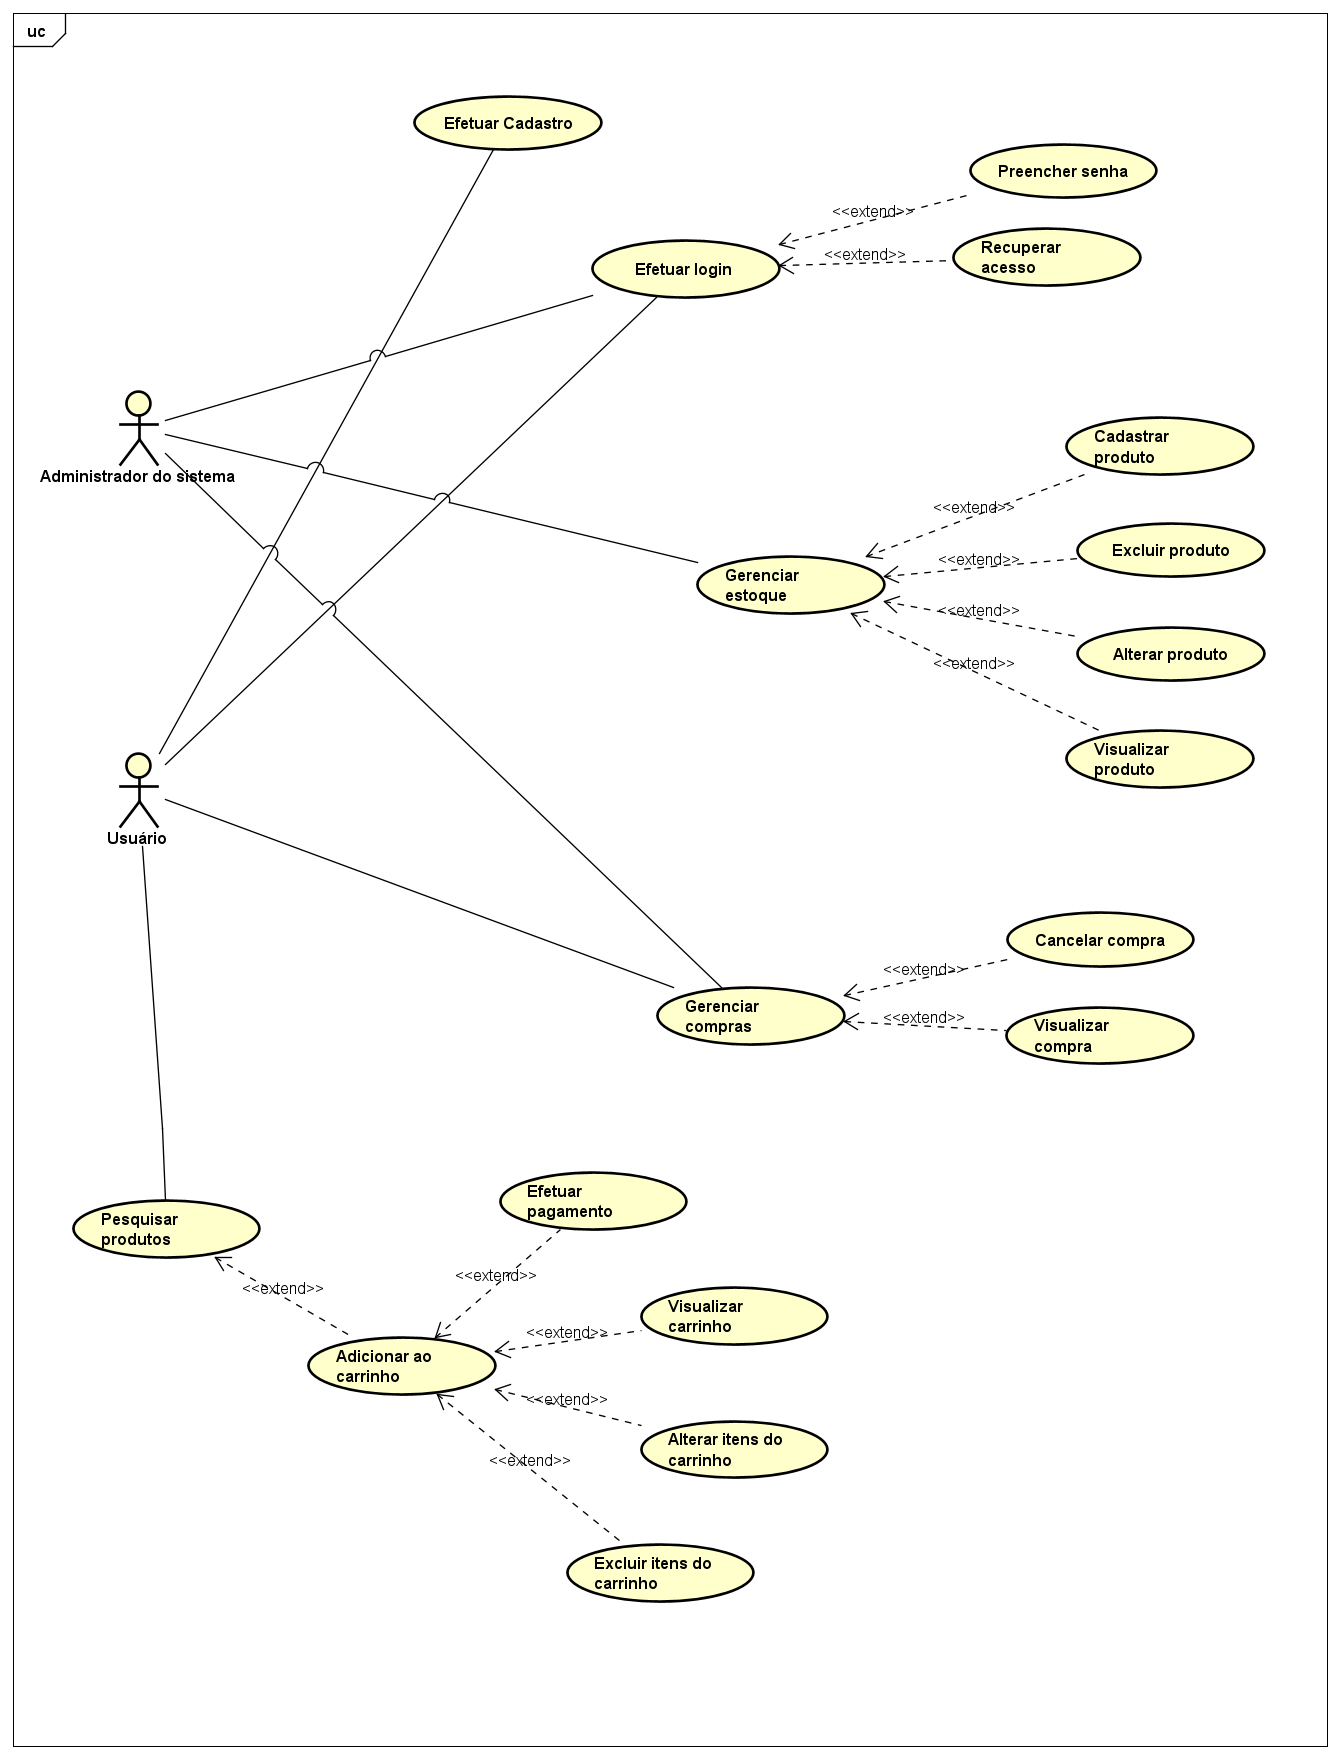 uc
Efetuar Cadastro
Preencher senha
<<extend>>
Recuperar
acesso
<<extend>>
Efetuar login
Administrador do sistema
Cadastrar
produto
<<extend>>
Excluir produto
<<extend>>
Gerenciar
estoque
<<extend>>
Alterar produto
<<extend>>
Visualizar
produto
Usuário
Cancelar compra
<<extend>>
Gerenciar
compras
<<extend>>
Visualizar
compra
Efetuar
pagamento
Pesquisar
produtos
<<extend>>
<<extend>>
Visualizar
carrinho
<<extend>>
Adicionar ao
carrinho
<<extend>>
Alterar itens do
carrinho
<<extend>>
Excluir itens do
carrinho